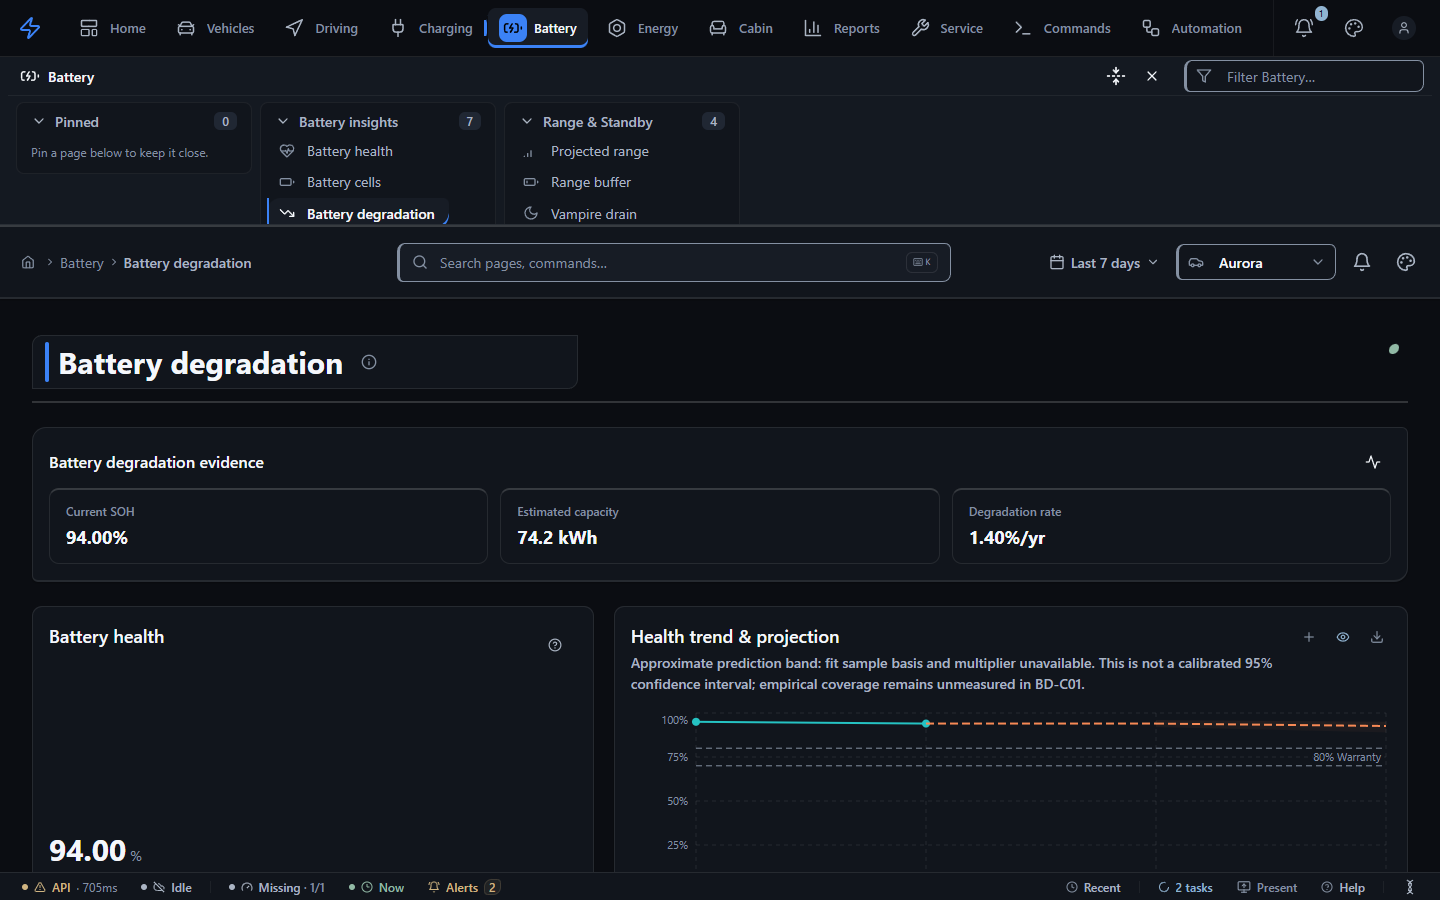 Home
Vehicles
Driving
Charging
Battery
Energy
Cabin
Reports
Service
Commands
Automation
1
Battery
Filter Battery...
Pinned 0
Pin a page below to keep it close.
Battery insights 7
Battery health
Battery cells
Battery degradation
Range & Standby 4
Projected range
Range buffer
Vampire drain
Battery
Battery degradation
Search pages, commands...
K
Last 7 days
Aurora
Battery degradation
Battery degradation evidence
Current SOH
94.00%
Estimated capacity
74.2 kWh
Degradation rate
1.40%/yr
Battery health
94.00 %
Health trend & projection
Approximate prediction band: fit sample basis and multiplier unavailable. This is not a calibrated 95%
confidence interval; empirical coverage remains unmeasured in BD-C01.
100%
75%
80% Warranty
50%
25%
API · 705ms
Idle
Missing · 1/1
Now
Alerts 2
Recent
2 tasks
Present
Help